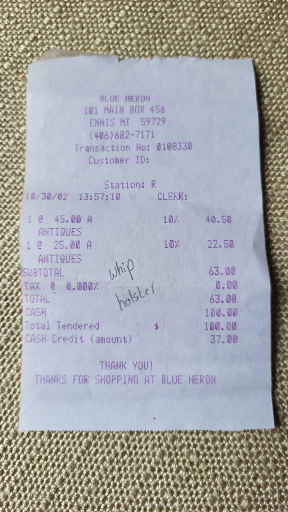 BLUE HERON
101 MAIN BOX 456
ENNIS MT 59729
(406)682-7171
Transaction No: 0108330
Customer ID:
Station: R
10/30/02 13:57:10 CLERK:
1 @ 45.00 A 10% 40.50
ANTIQUES
1 @ 25.00 A 10% 22.50
ANTIQUES
SUBTOTAL 63.00
TAX @ 0.000% 0.00
TOTAL 63.00
CASH 100.00
Total Tendered $ 100.00
CASH Credit (amount) 37.00
whip
holster
THANK YOU!
THANKS FOR SHOPPING AT BLUE HERON